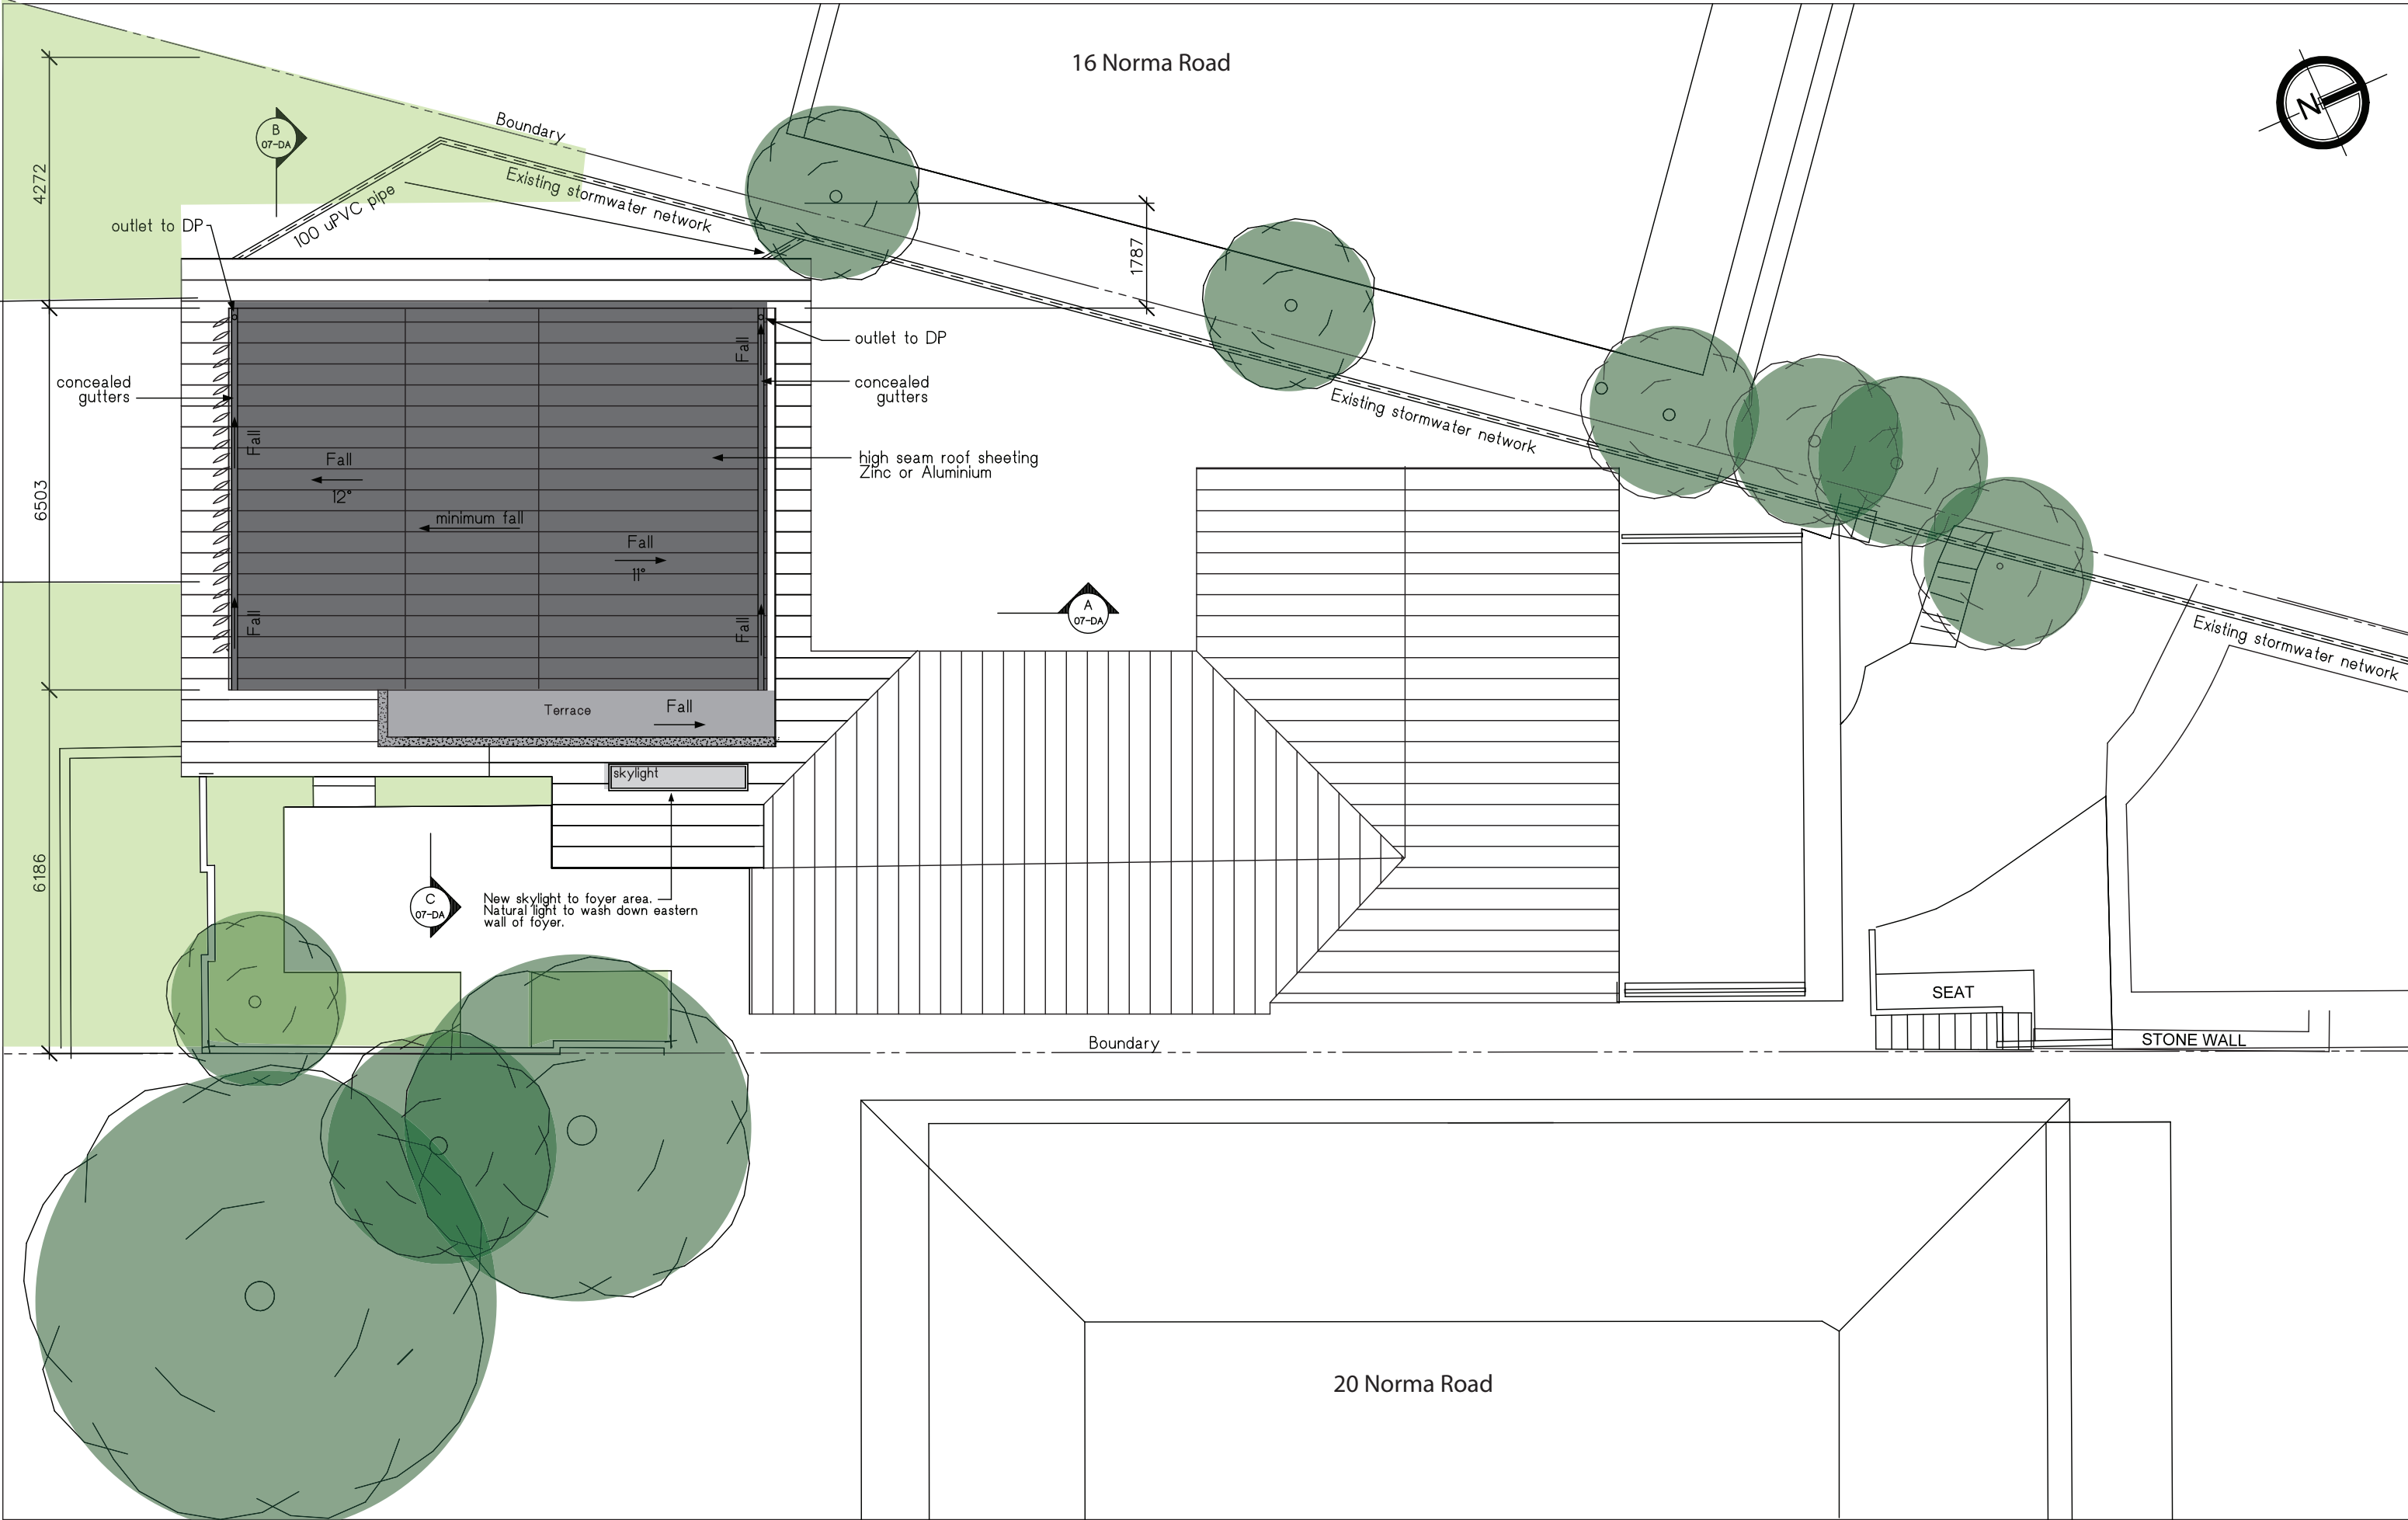 16 Norma Road
N
Boundary
B
07-DA
4272
Existing stormwater network
100 uPVC pipe
outlet to DP
1787
outlet to DP
Fall
concealed
gutters
concealed
gutters
Existing stormwater network
Fall
Fall
12°
high seam roof sheeting
Zinc or Aluminium
6503
minimum fall
Fall
11°
A
07-DA
Fall
Fall
Existing stormwater network
Terrace
Fall
skylight
6186
C
07-DA
New skylight to foyer area.
Natural light to wash down eastern
wall of foyer.
SEAT
STONE WALL
Boundary
20 Norma Road